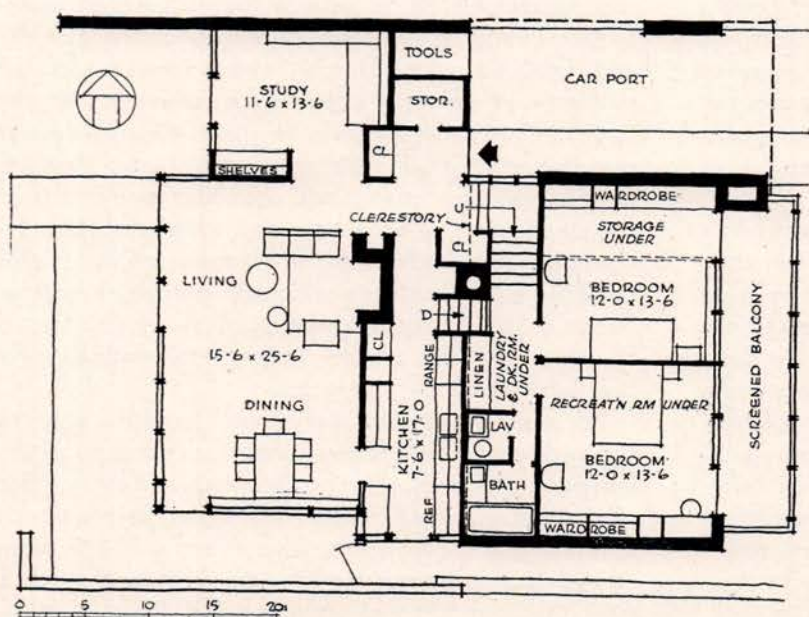 TOOLS
CAR PORT
STUDY
11-6 x 13-6
STOR.
CL
SHELVES
WARDROBE
CLERESTORY
U
STORAGE
UNDER
CL
LIVING
BEDROOM
12-0 x 13-6
D
15-6 x 25-6
CL
RANGE
LINEN
LAUNDRY
& DK. RM.
UNDER
SCREENED BALCONY
DINING
KITCHEN
7-6 x 17-0
RECREAT'N RM UNDER
LAV
BEDROOM
12-0 x 13-6
BATH
REF
WARDROBE
0 5 10 15 20